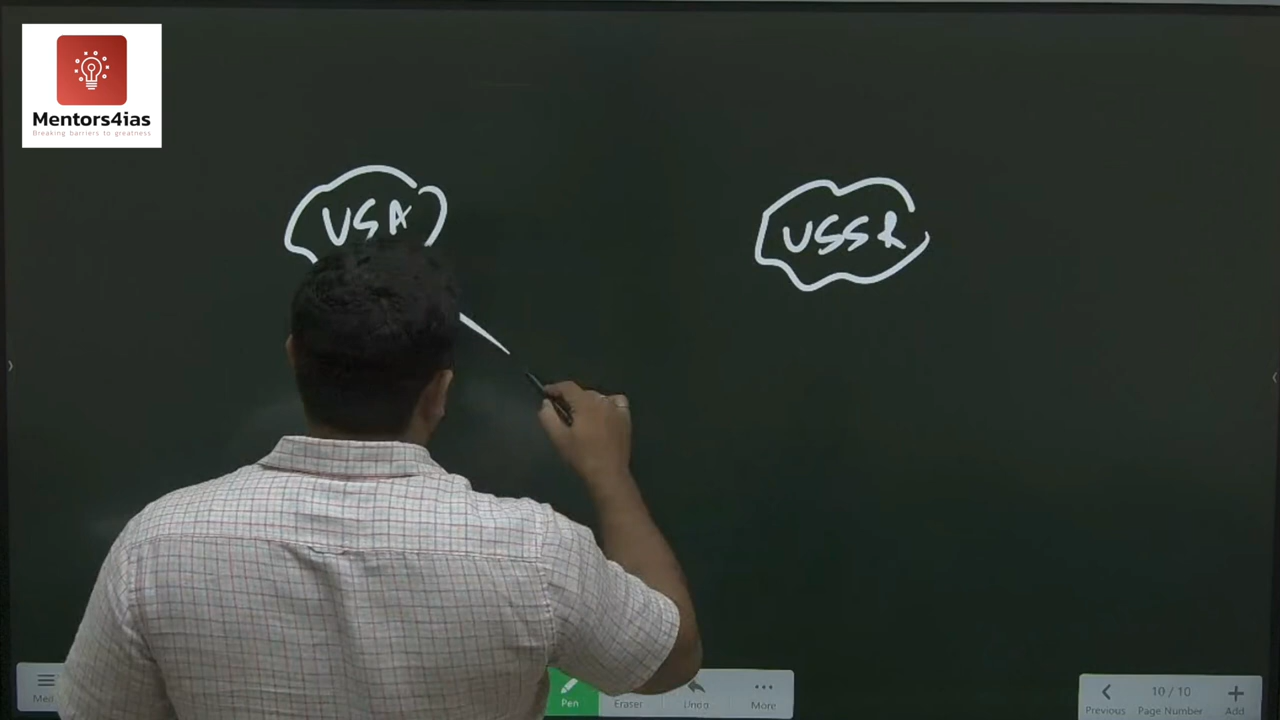 Mentors4ias
Breaking barriers to greatness
USA
USSR
Pen
Eraser
Undo
More
Previous
10 / 10
Page Number
Add